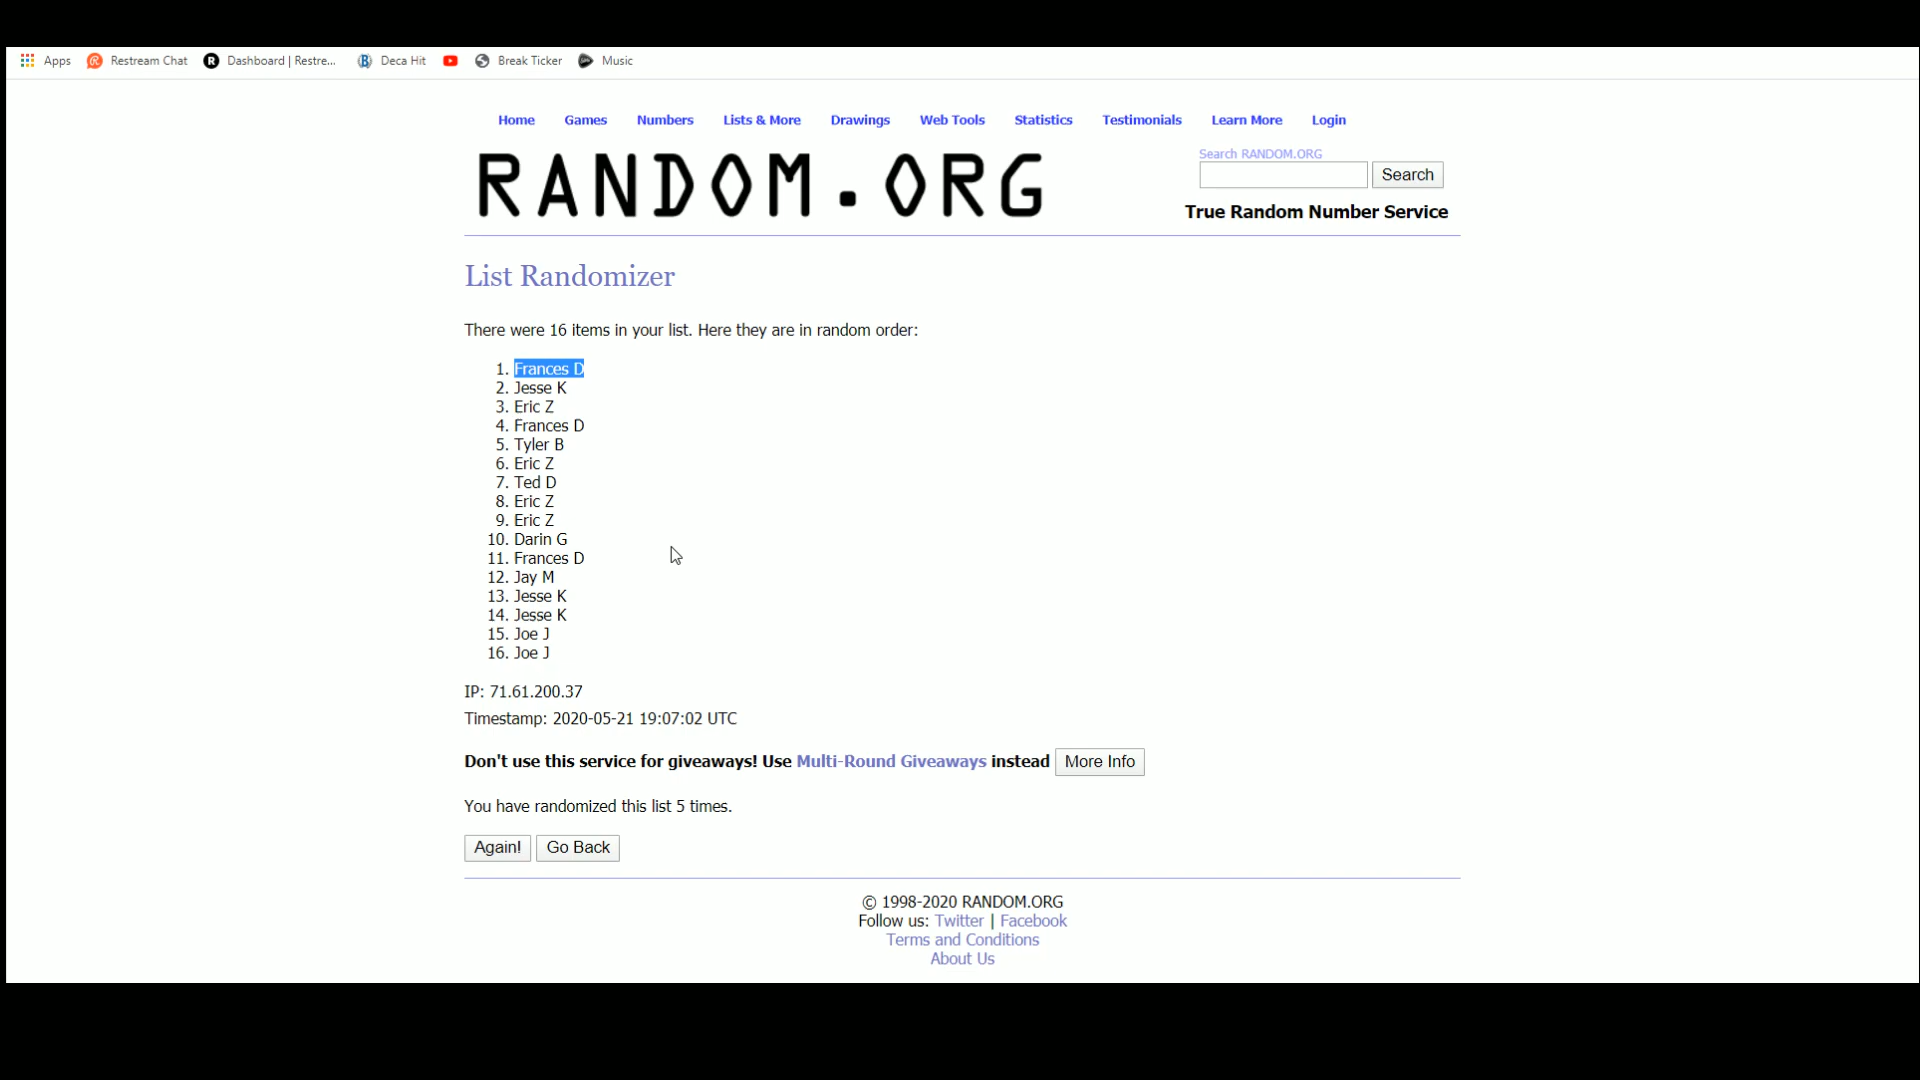 Apps Restream Chat Dashboard | Restre... Deca Hit Break Ticker Music
Home Games Numbers Lists & More Drawings Web Tools Statistics Testimonials Learn More Login
RANDOM.ORG
Search RANDOM.ORG
Search
True Random Number Service
List Randomizer
There were 16 items in your list. Here they are in random order:
1. Frances D
2. Jesse K
3. Eric Z
4. Frances D
5. Tyler B
6. Eric Z
7. Ted D
8. Eric Z
9. Eric Z
10. Darin G
11. Frances D
12. Jay M
13. Jesse K
14. Jesse K
15. Joe J
16. Joe J
IP: 71.61.200.37
Timestamp: 2020-05-21 19:07:02 UTC
Don't use this service for giveaways! Use Multi-Round Giveaways instead More Info
You have randomized this list 5 times.
Again! Go Back
© 1998-2020 RANDOM.ORG
Follow us: Twitter | Facebook
Terms and Conditions
About Us